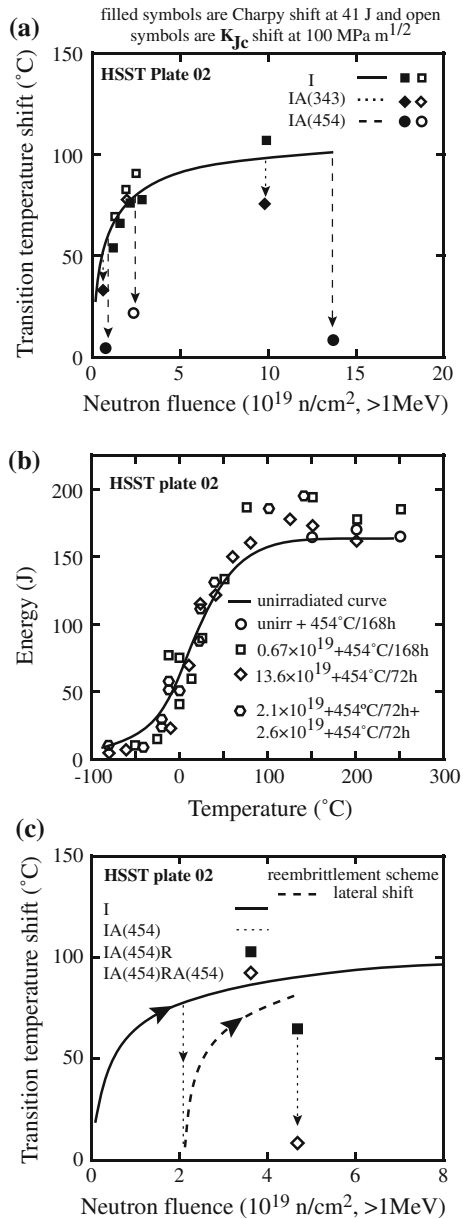 (a)
filled symbols are Charpy shift at 41 J and open
symbols are K_Jc shift at 100 MPa m^1/2
HSST Plate 02
I
IA(343)
IA(454)
Transition temperature shift (˚C)
150
100
50
0
0 5 10 15 20
Neutron fluence (10^19 n/cm^2, >1MeV)
(b)
HSST plate 02
Energy (J)
200
150
100
50
0
unirradiated curve
unirr + 454˚C/168h
0.67×10^19+454˚C/168h
13.6×10^19+454˚C/72h
2.1×10^19+454ºC/72h+
2.6×10^19+454˚C/72h
-100 0 100 200 300
Temperature (˚C)
(c)
HSST plate 02
I
IA(454)
IA(454)R
IA(454)RA(454)
reembrittlement scheme
lateral shift
Transition temperature shift (˚C)
150
100
50
0
0 2 4 6 8
Neutron fluence (10^19 n/cm^2, >1MeV)